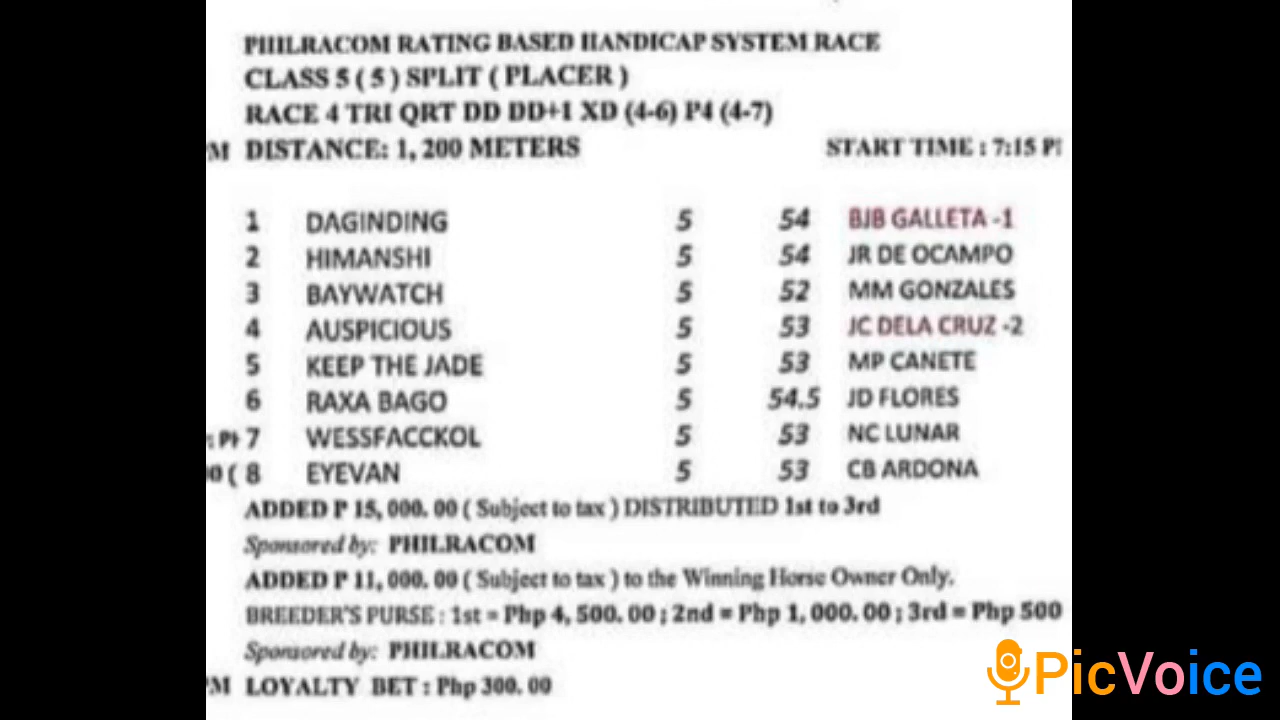 PHILRACOM RATING BASED HANDICAP SYSTEM RACE
CLASS 5 ( 5 ) SPLIT ( PLACER )
RACE 4 TRI QRT DD DD+1 XD (4-6) P4 (4-7)
PM DISTANCE: 1, 200 METERS START TIME : 7:15 P
1 DAGINDING 5 54 BJB GALLETA -1
2 HIMANSHI 5 54 JR DE OCAMPO
3 BAYWATCH 5 52 MM GONZALES
4 AUSPICIOUS 5 53 JC DELA CRUZ -2
5 KEEP THE JADE 5 53 MP CANETE
6 RAXA BAGO 5 54.5 JD FLORES
7 WESSFACCKOL 5 53 NC LUNAR
0 ( 8 EYEVAN 5 53 CB ARDONA
ADDED P 15, 000. 00 ( Subject to tax ) DISTRIBUTED 1st to 3rd
Sponsored by: PHILRACOM
ADDED P 11, 000. 00 ( Subject to tax ) to the Winning Horse Owner Only.
BREEDER'S PURSE : 1st = Php 4, 500. 00 ; 2nd = Php 1, 000. 00 ; 3rd = Php 500
Sponsored by: PHILRACOM
PM LOYALTY BET : Php 300. 00
PicVoice